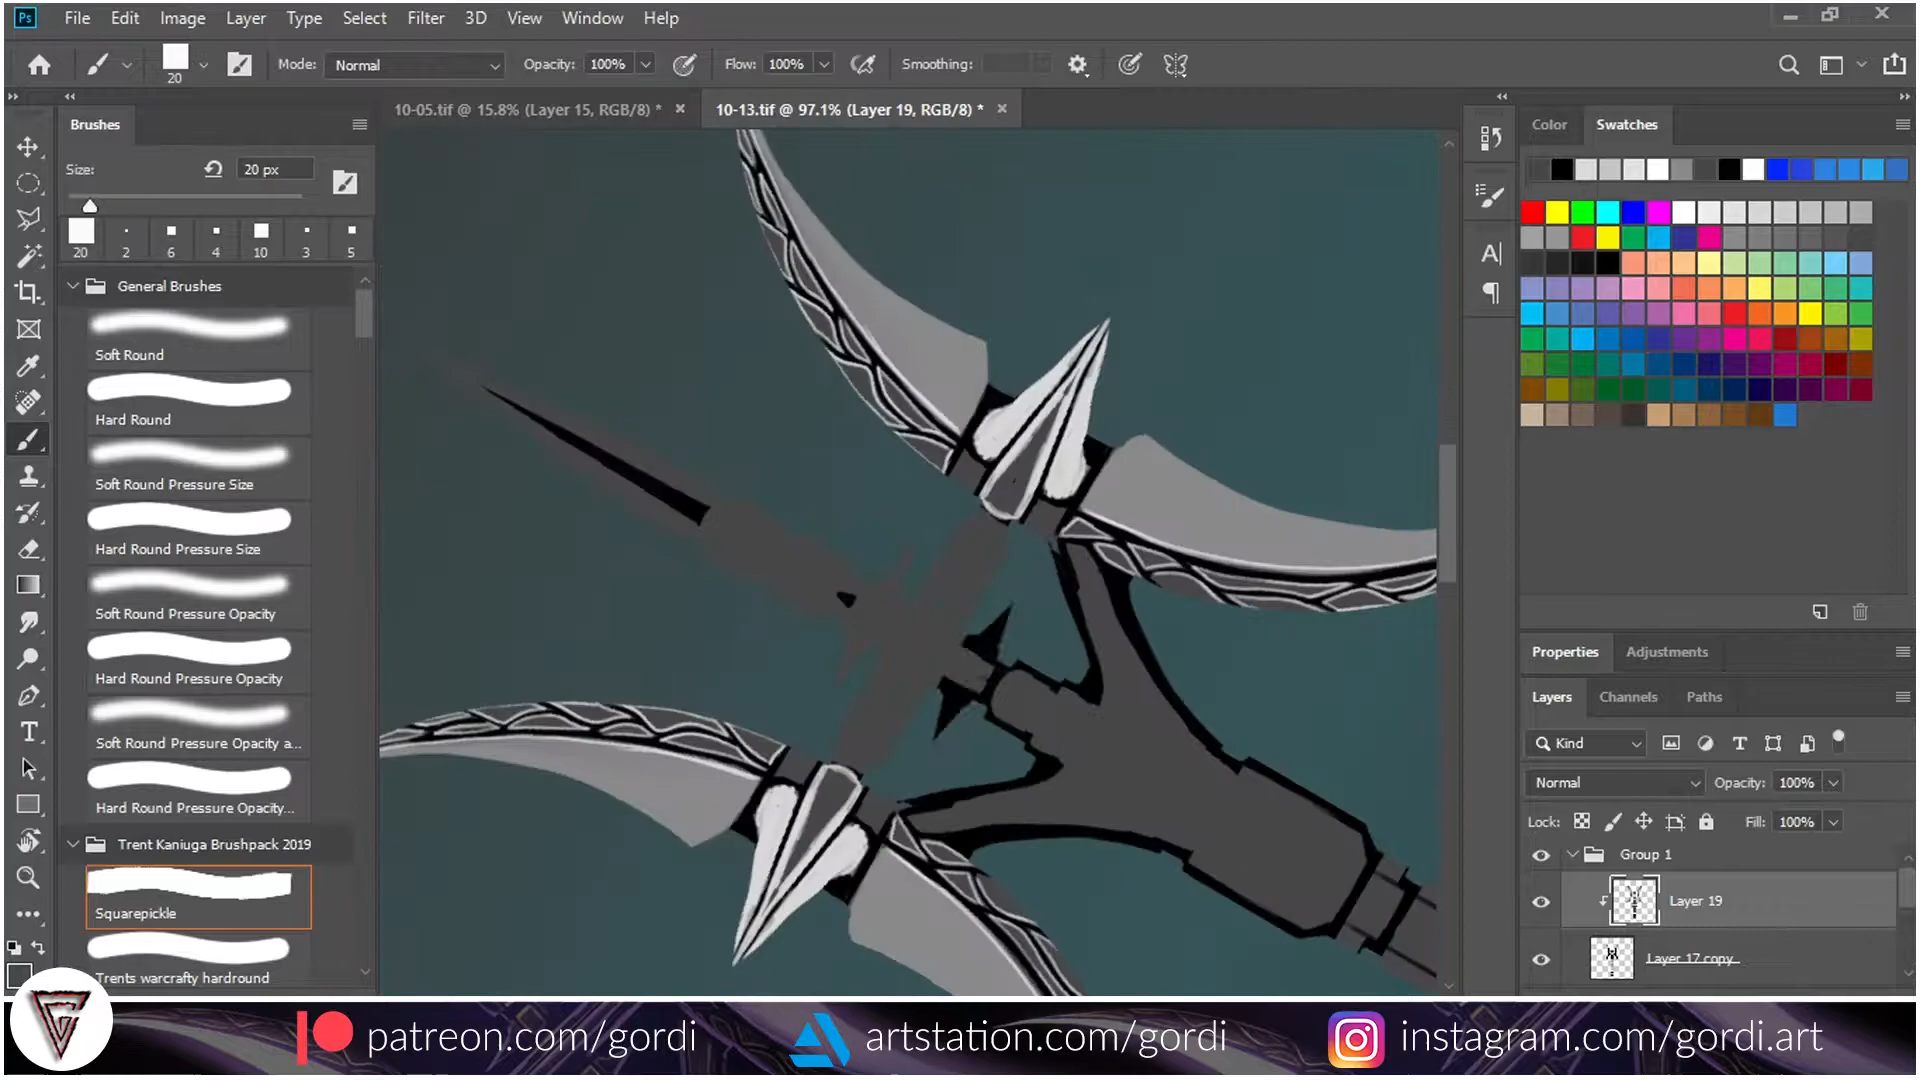 Ps File Edit Image Layer Type Select Filter 3D View Window Help
20 Mode: Normal Opacity: 100% Flow: 100% Smoothing:
10-05.tif @ 15.8% (Layer 15, RGB/8) * 10-13.tif @ 97.1% (Layer 19, RGB/8) *
Brushes
Size: 20 px
20 2 6 4 10 3 5
General Brushes
Soft Round
Hard Round
Soft Round Pressure Size
Hard Round Pressure Size
Soft Round Pressure Opacity
Hard Round Pressure Opacity
Soft Round Pressure Opacity a...
Hard Round Pressure Opacity...
Trent Kaniuga Brushpack 2019
Squarepickle
Trents warcrafty hardround
Color Swatches
Properties Adjustments
Layers Channels Paths
Kind
Normal Opacity: 100%
Lock: Fill: 100%
Group 1
Layer 19
Layer 17 copy
patreon.com/gordi artstation.com/gordi instagram.com/gordi.art